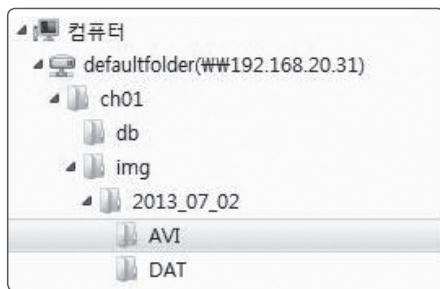 컴퓨터
defaultfolder(₩₩192.168.20.31)
ch01
db
img
2013_07_02
AVI
DAT